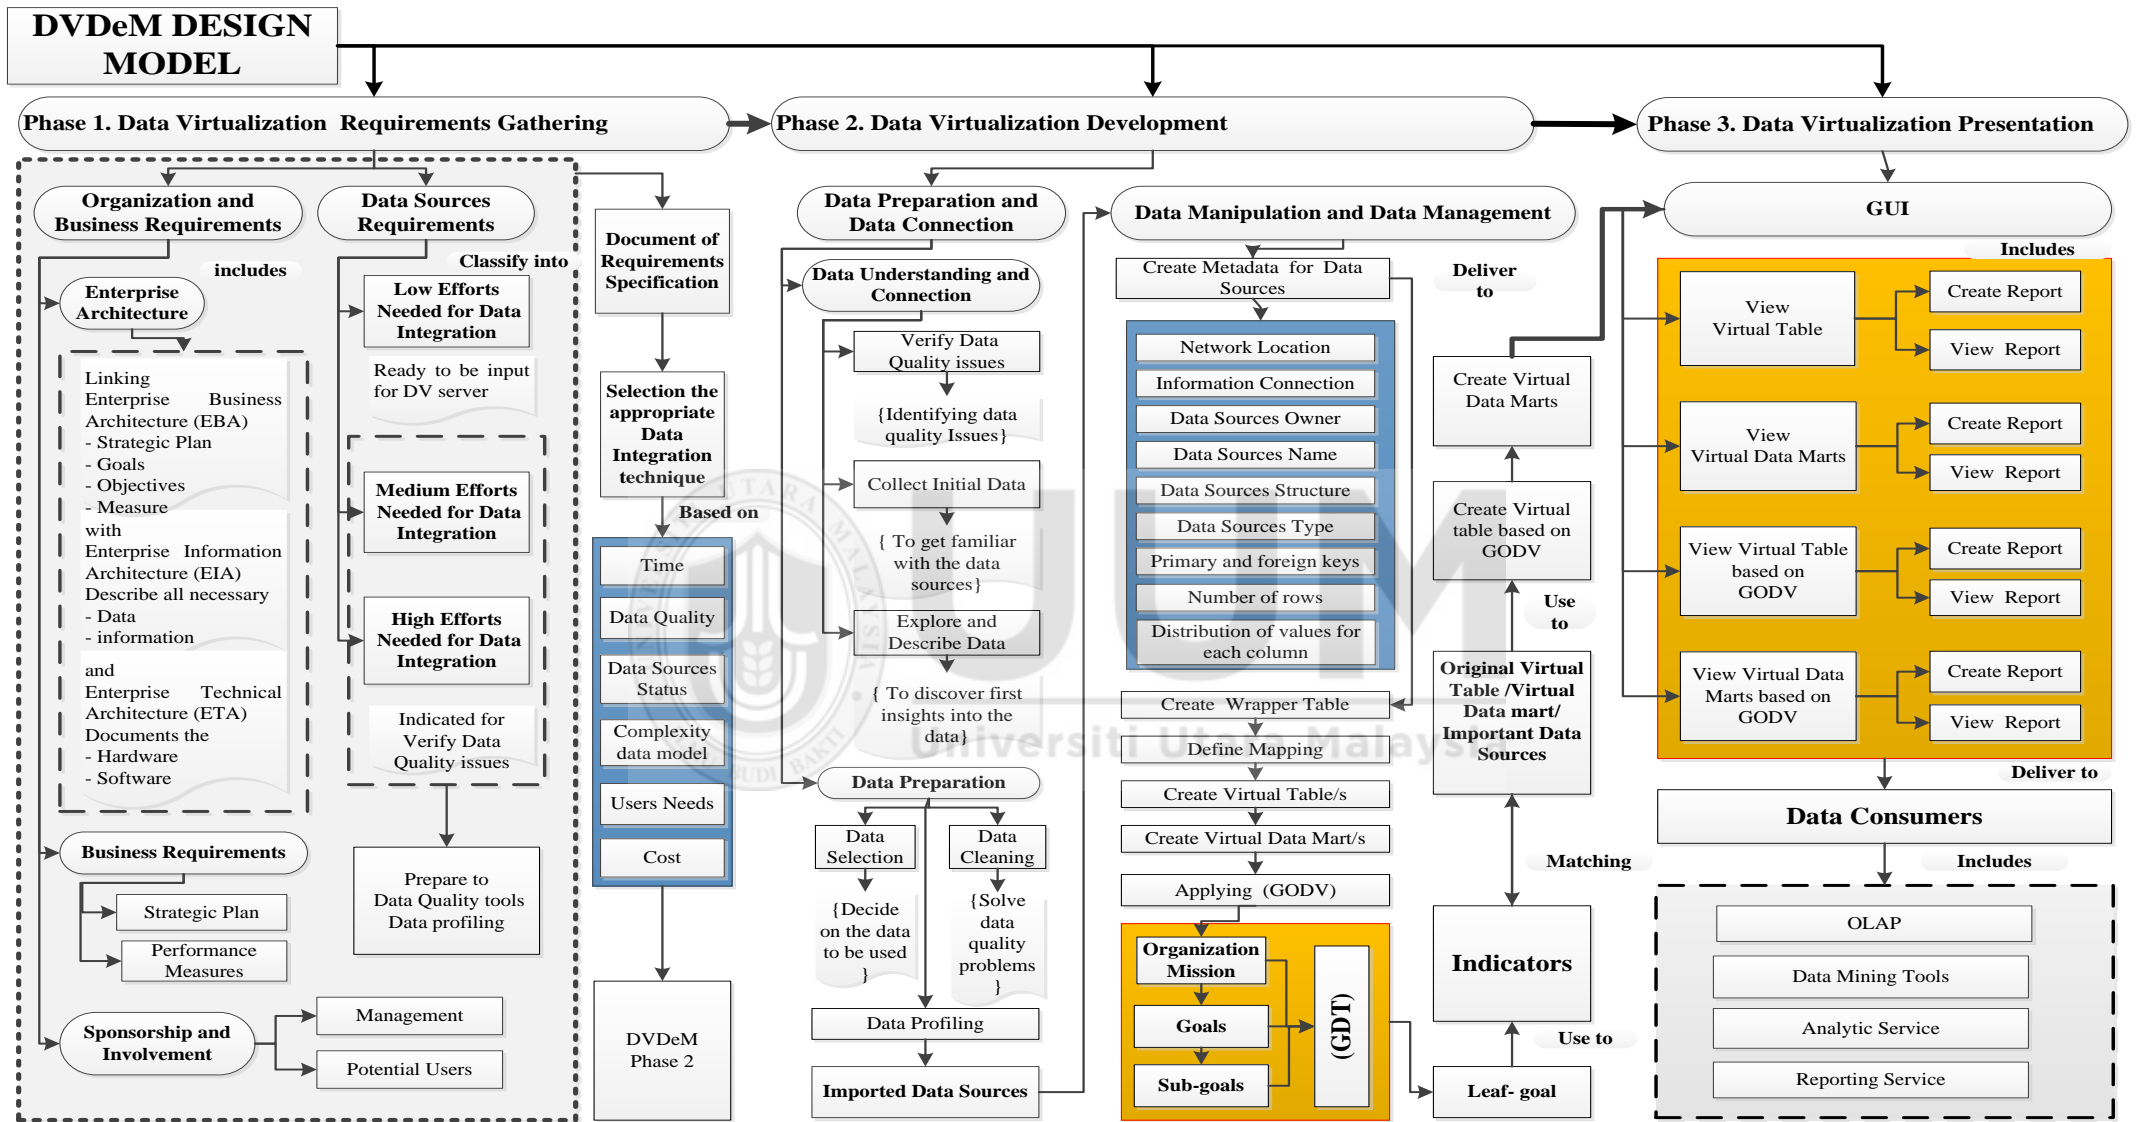 DVDeM DESIGN
MODEL
Phase 1. Data Virtualization Requirements Gathering
Phase 2. Data Virtualization Development
Phase 3. Data Virtualization Presentation
Organization and
Business Requirements
Data Sources
Requirements
includes
Classify into
Enterprise
Architecture
Linking
Enterprise Business
Architecture (EBA)
- Strategic Plan
- Goals
- Objectives
- Measure
with
Enterprise Information
Architecture (EIA)
Describe all necessary
- Data
- information
and
Enterprise Technical
Architecture (ETA)
Documents the
- Hardware
- Software
Business Requirements
Strategic Plan
Performance
Measures
Sponsorship and
Involvement
Management
Potential Users
Low Efforts
Needed for Data
Integration
Ready to be input
for DV server
Medium Efforts
Needed for Data
Integration
High Efforts
Needed for Data
Integration
Indicated for
Verify Data
Quality issues
Prepare to
Data Quality tools
Data profiling
Document of
Requirements
Specification
Selection the
appropriate
Data
Integration
technique
Based on
Time
Data Quality
Data Sources
Status
Complexity
data model
Users Needs
Cost
DVDeM
Phase 2
Data Preparation and
Data Connection
Data Understanding and
Connection
Verify Data
Quality issues
{Identifying data
quality Issues}
Collect Initial Data
{ To get familiar
with the data
sources}
Explore and
Describe Data
{ To discover first
insights into the
data}
Data Preparation
Data
Selection
Data
Cleaning
{Decide
on the data
to be used
}
{Solve
data
quality
problems
}
Data Profiling
Imported Data Sources
Data Manipulation and Data Management
Create Metadata for Data
Sources
Network Location
Information Connection
Data Sources Owner
Data Sources Name
Data Sources Structure
Data Sources Type
Primary and foreign keys
Number of rows
Distribution of values for
each column
Create Wrapper Table
Define Mapping
Create Virtual Table/s
Create Virtual Data Mart/s
Applying (GODV)
Organization
Mission
Goals
Sub-goals
(GDT)
Deliver
to
Create Virtual
Data Marts
Create Virtual
table based on
GODV
Use
to
Original Virtual
Table /Virtual
Data mart/
Important Data
Sources
Matching
Indicators
Use to
Leaf- goal
GUI
Includes
View
Virtual Table
Create Report
View Report
View
Virtual Data Marts
Create Report
View Report
View Virtual Table
based on
GODV
Create Report
View Report
View Virtual Data
Marts based on
GODV
Create Report
View Report
Deliver to
Data Consumers
Includes
OLAP
Data Mining Tools
Analytic Service
Reporting Service
UNIVERSITI UTARA MALAYSIA
BUDI BAKTI
UUM
Universiti Utara Malaysia